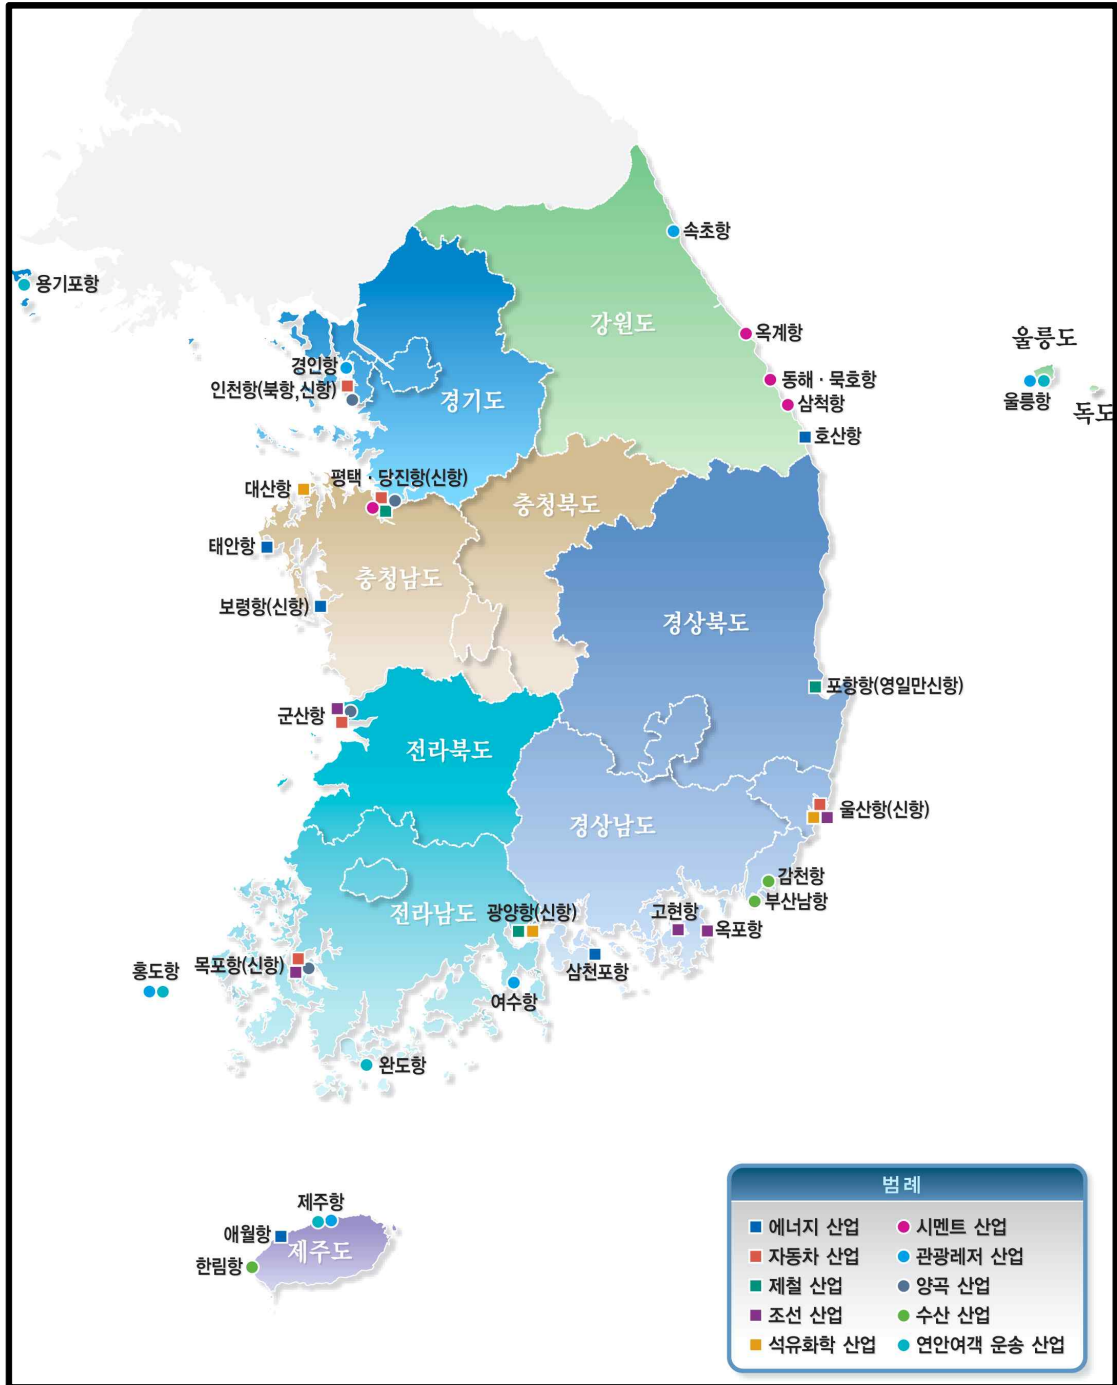 속초항
용기포항
강원도
옥계항
울릉도
경인항
동해 · 묵호항
인천항(북항,신항)
경기도
삼척항
울릉항
독도
호산항
평택 · 당진항(신항)
대산항
충청북도
태안항
충청남도
보령항(신항)
경상북도
포항항(영일만신항)
군산항
전라북도
울산항(신항)
경상남도
감천항
부산남항
전라남도
광양항(신항)
고현항
옥포항
목포항(신항)
홍도항
삼천포항
여수항
완도항
제주항
애월항
제주도
한림항
범례
에너지 산업
시멘트 산업
자동차 산업
관광레저 산업
제철 산업
양곡 산업
조선 산업
수산 산업
석유화학 산업
연안여객 운송 산업